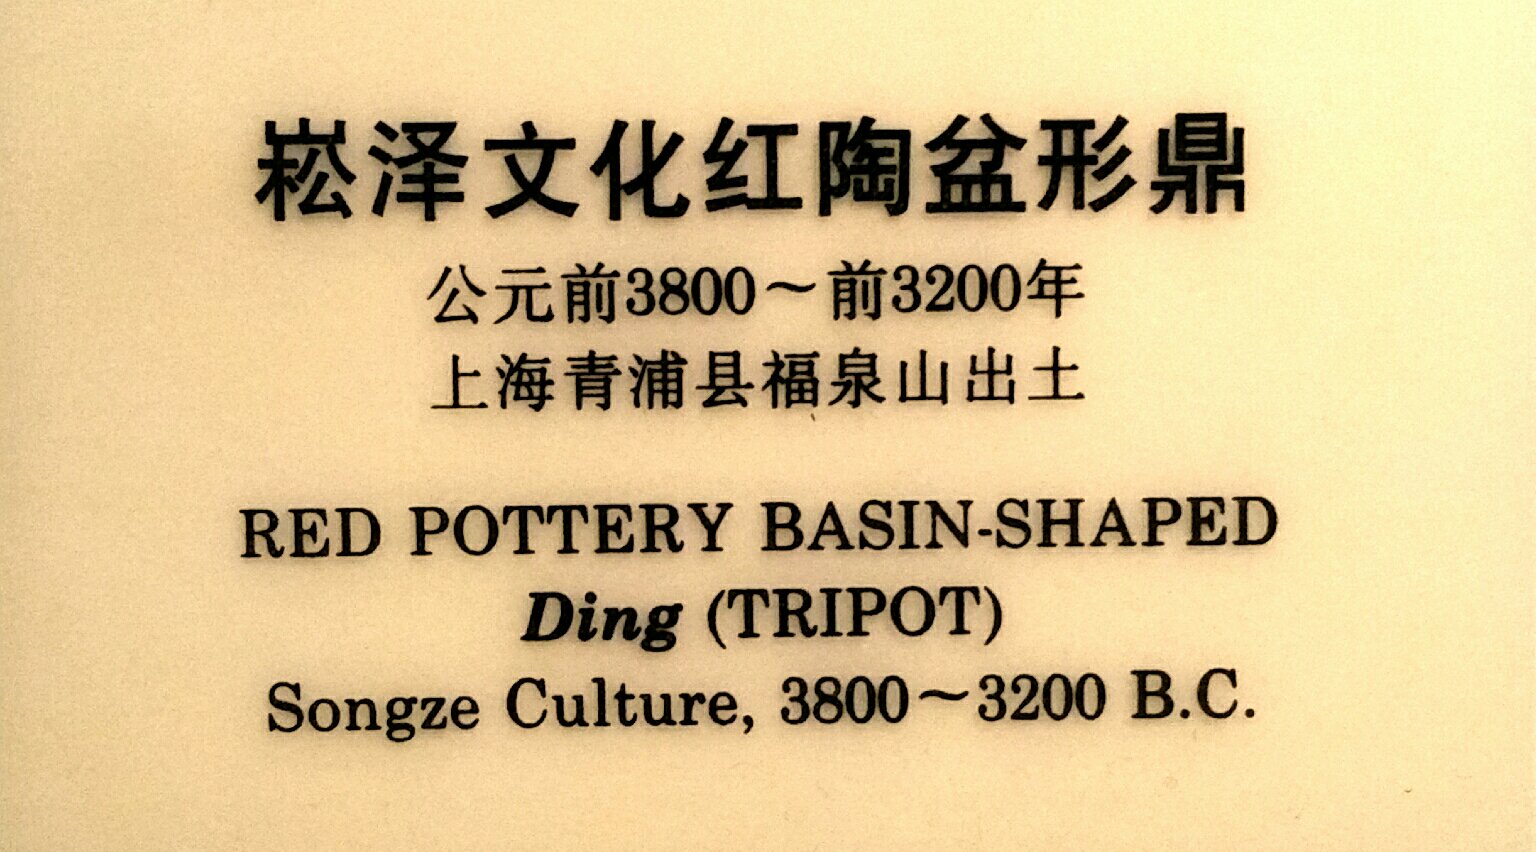 崧泽文化红陶盆形鼎
公元前3800～前3200年
上海青浦县福泉山出土
RED POTTERY BASIN-SHAPED
Ding (TRIPOT)
Songze Culture, 3800～3200 B.C.